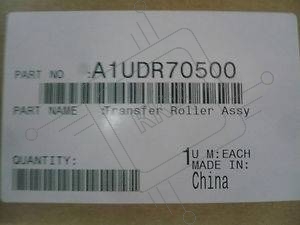 PART NO : A1UDR70500
PART NAME : Transfer Roller Assy
QUANTITY: 1 U M:EACH
MADE IN:
China